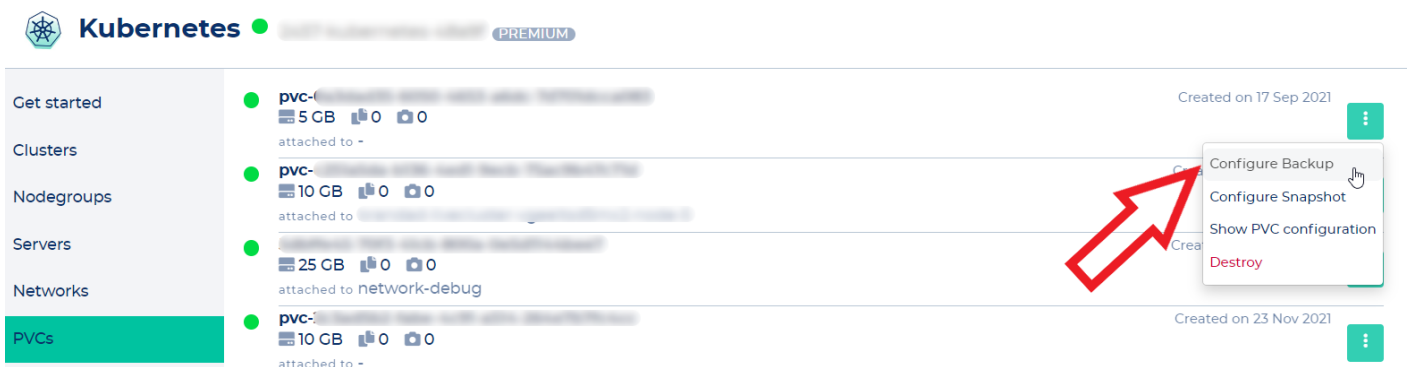 Kubernetes PREMIUM
Get started
Clusters
Nodegroups
Servers
Networks
PVCs
pvc-
Created on 17 Sep 2021
5 GB 0 0
attached to -
pvc-
10 GB 0 0
attached to
25 GB 0 0
attached to network-debug
pvc-
Created on 23 Nov 2021
10 GB 0 0
attached to -
Configure Backup
Configure Snapshot
Show PVC configuration
Destroy